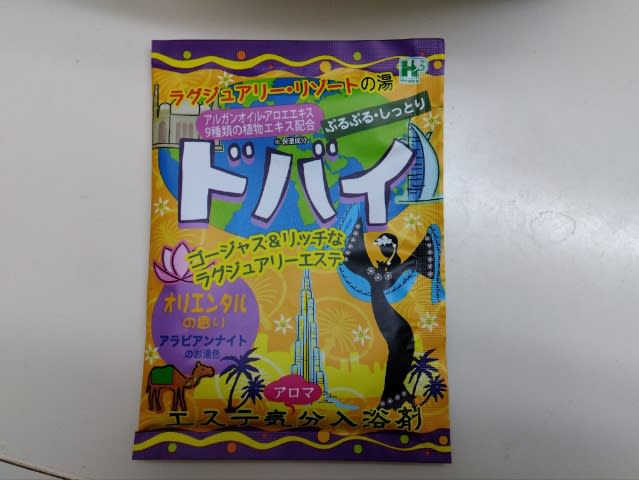 ラグジュアリー・リゾートの湯
アルガンオイル・アロエエキス
9種類の植物エキス配合
※保湿成分
ぷるぷる・しっとり
ドバイ
ゴージャス&リッチな
ラグジュアリーエステ
オリエンタル
の香り
アラビアンナイト
のお湯色
アロマ
エステ気分入浴剤